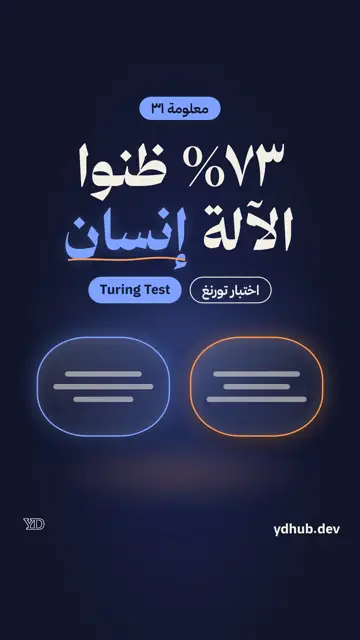 معلومة ٣١
٧٣% ظنوا
الآلة إنسان
اختبار تورنغ
Turing Test
YD
ydhub.dev